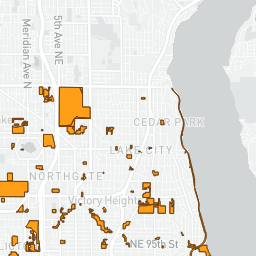 Meridian Ave N
5th Ave NE
CEDAR PARK
LAKE CITY
NORTHGATE
Victory Heights
NE 95th St